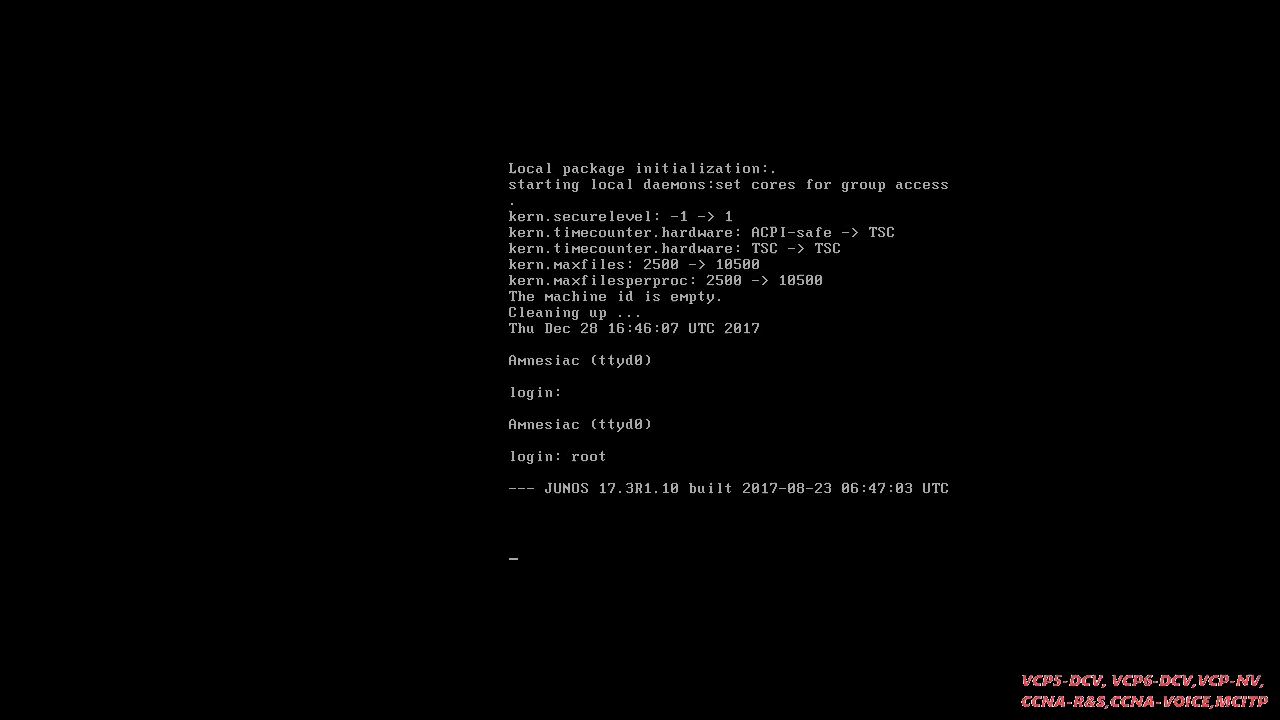 Local package initialization:.
starting local daemons:set cores for group access
.
kern.securelevel: -1 -> 1
kern.timecounter.hardware: ACPI-safe -> TSC
kern.timecounter.hardware: TSC -> TSC
kern.maxfiles: 2500 -> 10500
kern.maxfilesperproc: 2500 -> 10500
The machine id is empty.
Cleaning up ...
Thu Dec 28 16:46:07 UTC 2017
Amnesiac (ttyd0)
login:
Amnesiac (ttyd0)
login: root
--- JUNOS 17.3R1.10 built 2017-08-23 06:47:03 UTC
_
VCP5-DCV, VCP6-DCV,VCP-NV,
CCNA-R&S,CCNA-VOICE,MCITP